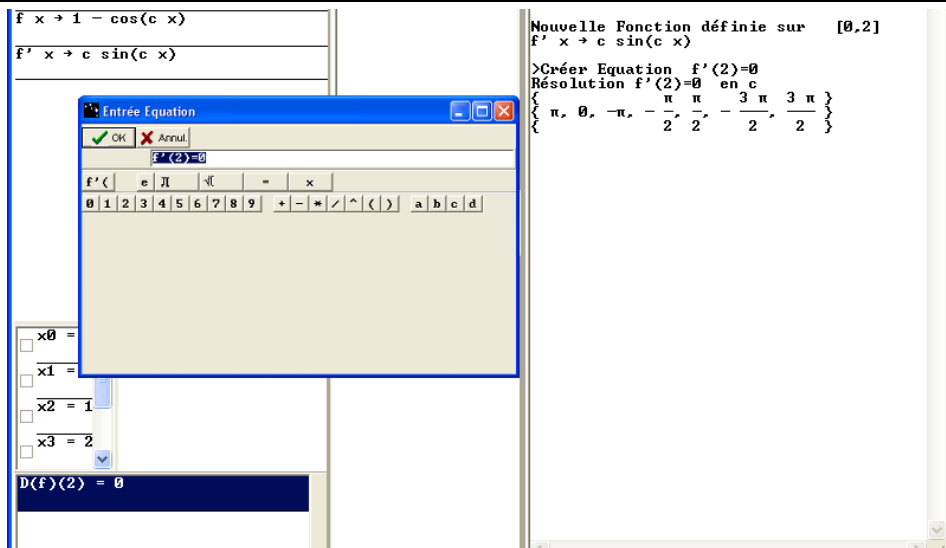 f x → 1 - cos(c x)
f' x → c sin(c x)
Entrée Equation
OK Annul.
f'(2)=0
f'( e π √( = x
0 1 2 3 4 5 6 7 8 9 + - * / ^ ( ) a b c d
x0 =
x1 =
x2 = 1
x3 = 2
D(f)(2) = 0
Nouvelle Fonction définie sur [0,2]
f' x → c sin(c x)
>Créer Equation f'(2)=0
Résolution f'(2)=0 en c
{ π π 3 π 3 π }
{ π, 0, -π, - ─, ─, - ───, ─── }
{ 2 2 2 2 }